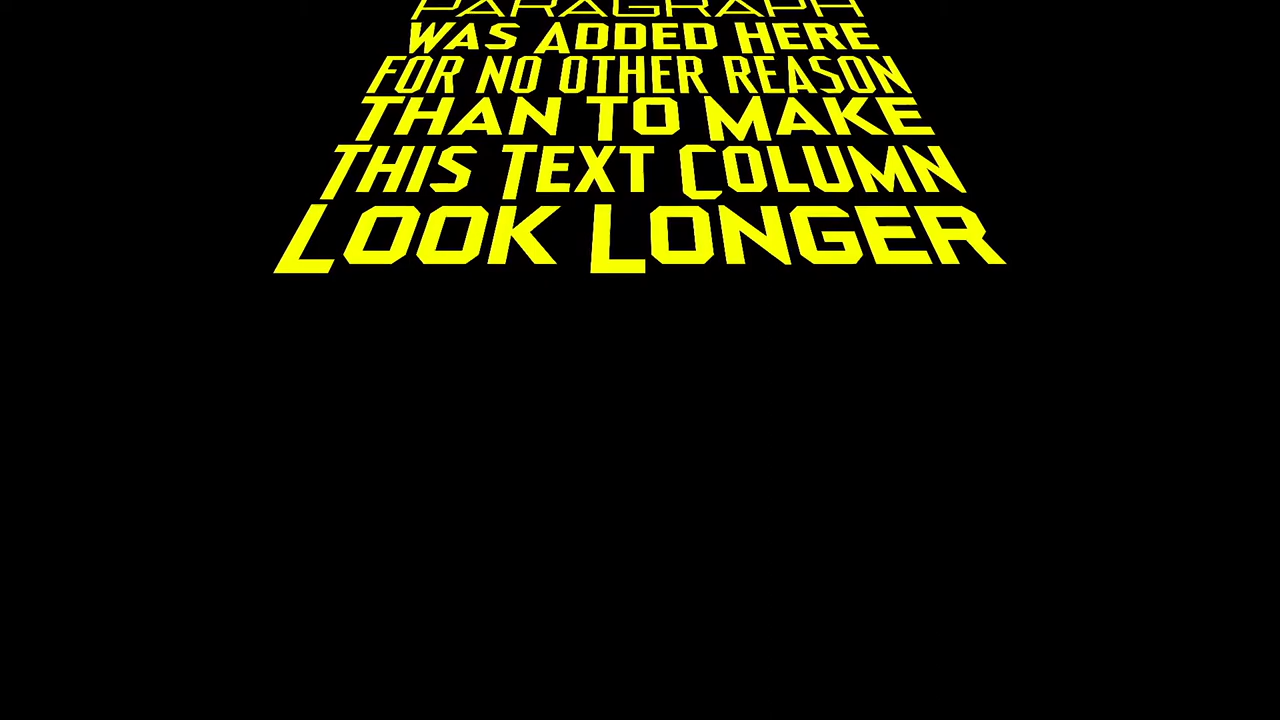 PARAGRAPH
WAS ADDED HERE
FOR NO OTHER REASON
THAN TO MAKE
THIS TEXT COLUMN
LOOK LONGER